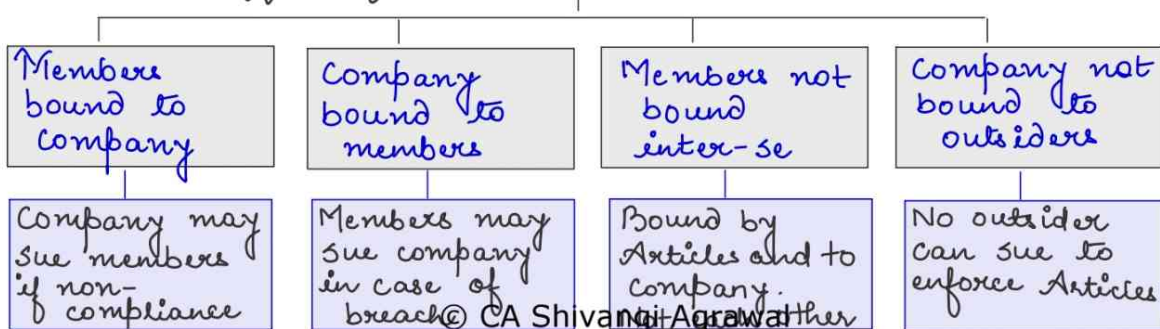 Members
bound to
company
Company
bound to
members
Members not
bound
inter-se
Company not
bound to
outsiders
Company may
sue members
if non-
compliance
Members may
sue company
in case of
breach
Bound by
Articles and to
company.
No outsider
can sue to
enforce Articles
© CA Shivangi Agrawal